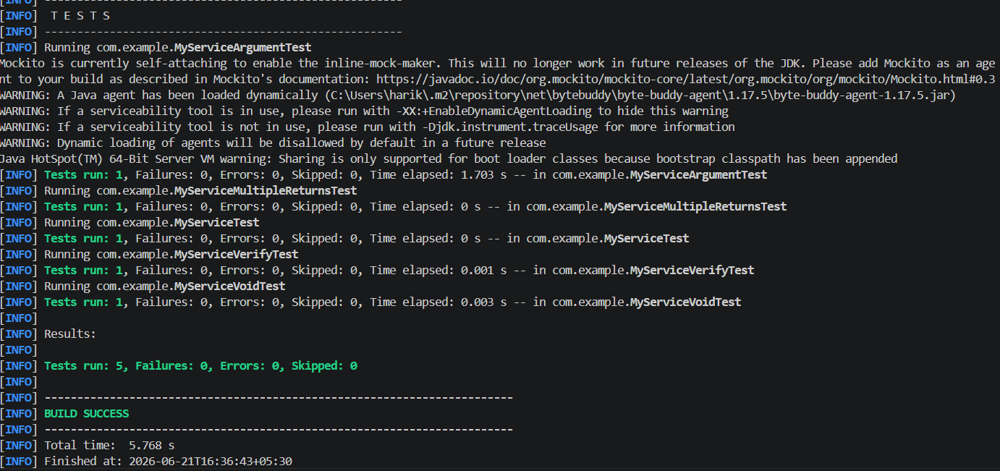 [INFO] -------------------------------------------------------
[INFO]  T E S T S
[INFO] -------------------------------------------------------
[INFO] Running com.example.MyServiceArgumentTest
Mockito is currently self-attaching to enable the inline-mock-maker. This will no longer work in future releases of the JDK. Please add Mockito as an age
nt to your build as described in Mockito's documentation: https://javadoc.io/doc/org.mockito/mockito-core/latest/org.mockito/org/mockito/Mockito.html#0.3
WARNING: A Java agent has been loaded dynamically (C:\Users\harik\.m2\repository\net\bytebuddy\byte-buddy-agent\1.17.5\byte-buddy-agent-1.17.5.jar)
WARNING: If a serviceability tool is in use, please run with -XX:+EnableDynamicAgentLoading to hide this warning
WARNING: If a serviceability tool is not in use, please run with -Djdk.instrument.traceUsage for more information
WARNING: Dynamic loading of agents will be disallowed by default in a future release
Java HotSpot(TM) 64-Bit Server VM warning: Sharing is only supported for boot loader classes because bootstrap classpath has been appended
[INFO] Tests run: 1, Failures: 0, Errors: 0, Skipped: 0, Time elapsed: 1.703 s -- in com.example.MyServiceArgumentTest
[INFO] Running com.example.MyServiceMultipleReturnsTest
[INFO] Tests run: 1, Failures: 0, Errors: 0, Skipped: 0, Time elapsed: 0 s -- in com.example.MyServiceMultipleReturnsTest
[INFO] Running com.example.MyServiceTest
[INFO] Tests run: 1, Failures: 0, Errors: 0, Skipped: 0, Time elapsed: 0 s -- in com.example.MyServiceTest
[INFO] Running com.example.MyServiceVerifyTest
[INFO] Tests run: 1, Failures: 0, Errors: 0, Skipped: 0, Time elapsed: 0.001 s -- in com.example.MyServiceVerifyTest
[INFO] Running com.example.MyServiceVoidTest
[INFO] Tests run: 1, Failures: 0, Errors: 0, Skipped: 0, Time elapsed: 0.003 s -- in com.example.MyServiceVoidTest
[INFO]
[INFO] Results:
[INFO]
[INFO] Tests run: 5, Failures: 0, Errors: 0, Skipped: 0
[INFO]
[INFO] ------------------------------------------------------------------------
[INFO] BUILD SUCCESS
[INFO] ------------------------------------------------------------------------
[INFO] Total time:  5.768 s
[INFO] Finished at: 2026-06-21T16:36:43+05:30